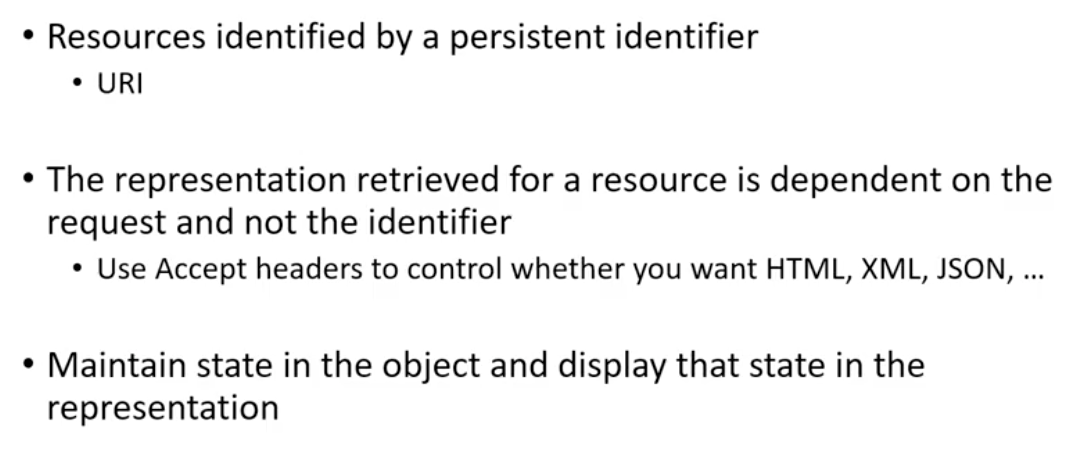 • Resources identified by a persistent identifier
• URI
• The representation retrieved for a resource is dependent on the
request and not the identifier
• Use Accept headers to control whether you want HTML, XML, JSON, ...
• Maintain state in the object and display that state in the
representation